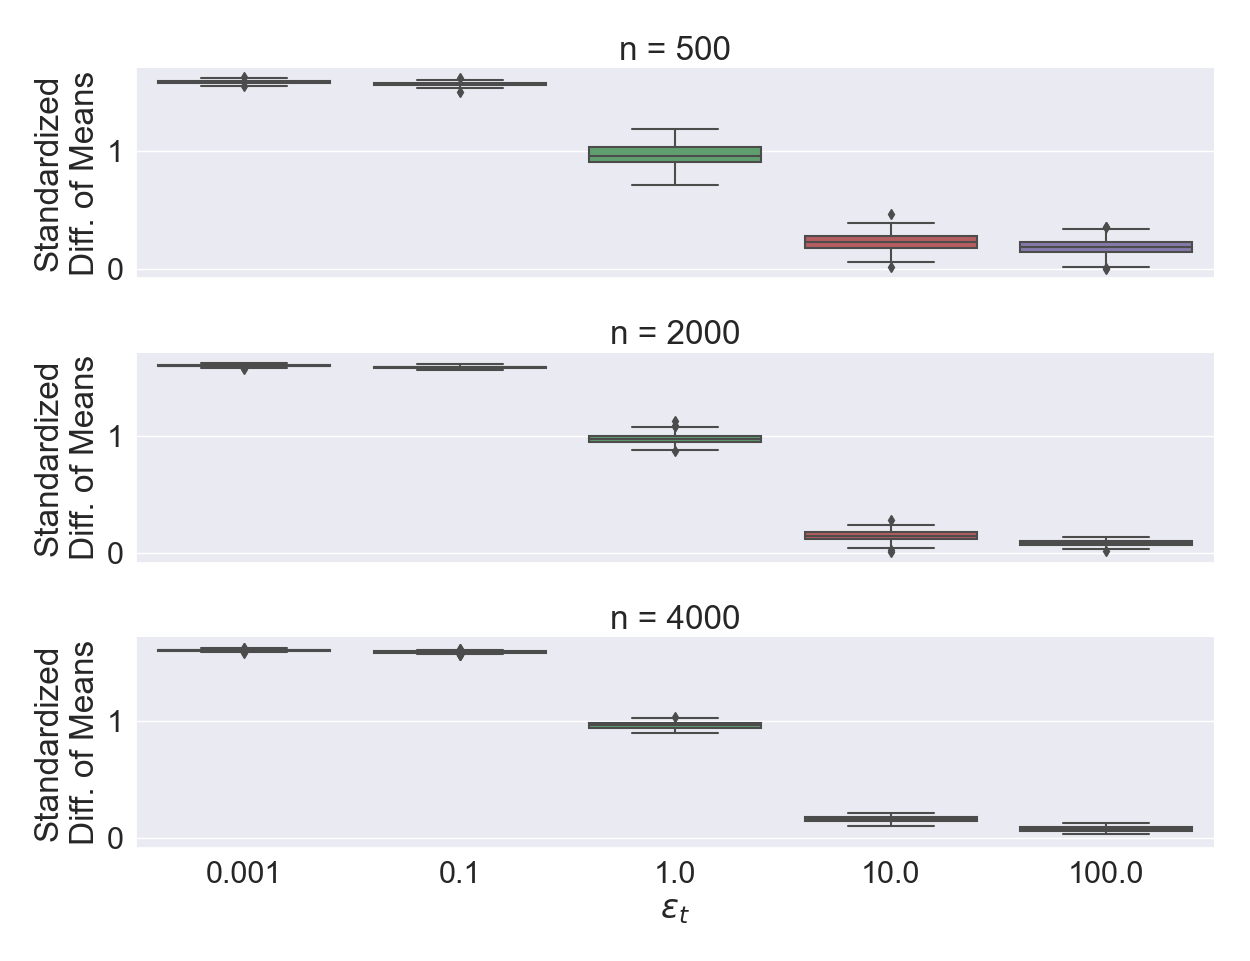 n = 500
Standardized
Diff. of Means
1
0
n = 2000
Standardized
Diff. of Means
1
0
n = 4000
Standardized
Diff. of Means
1
0
0.001 0.1 1.0 10.0 100.0
εt